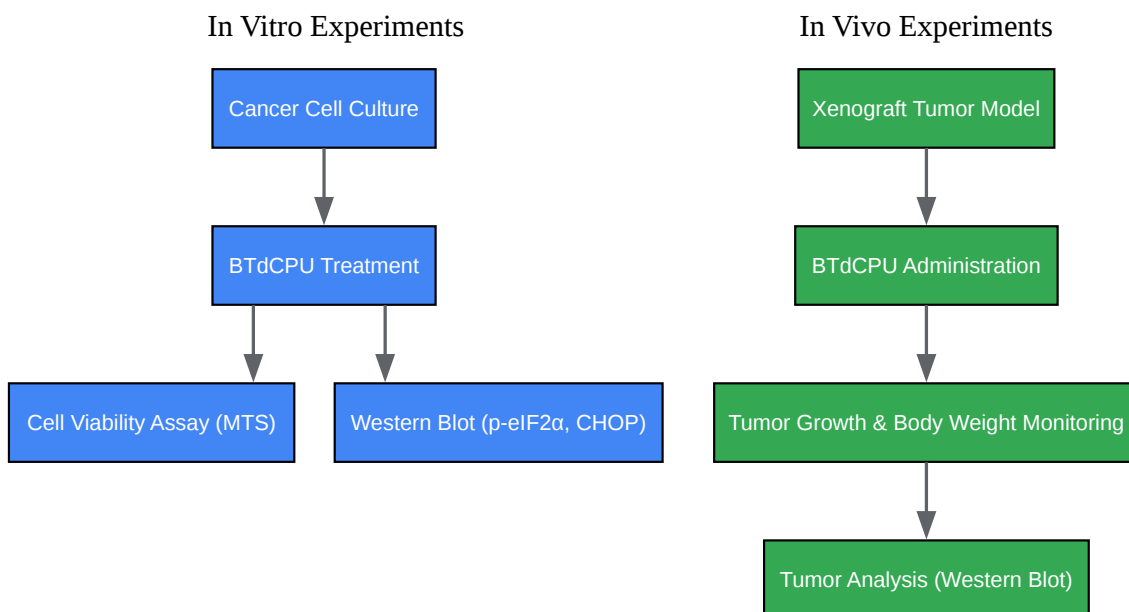 In Vitro Experiments
Cancer Cell Culture
BTdCPU Treatment
Cell Viability Assay (MTS)
Western Blot (p-eIF2α, CHOP)
In Vivo Experiments
Xenograft Tumor Model
BTdCPU Administration
Tumor Growth & Body Weight Monitoring
Tumor Analysis (Western Blot)